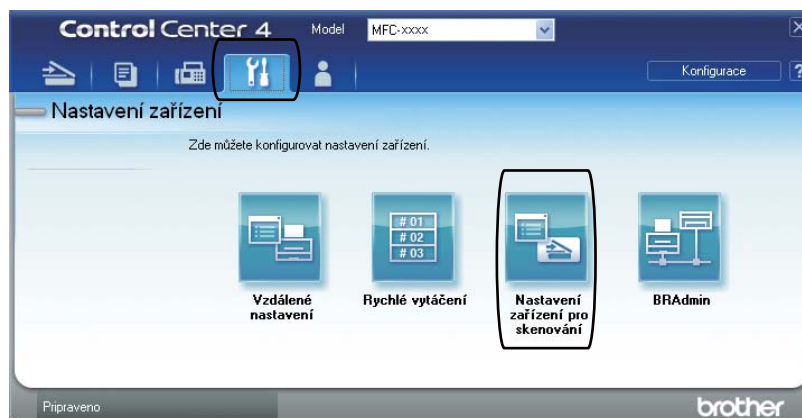 Control Center 4 Model MFC-xxxx X
Konfigurace ?
Nastavení zařízení
Zde můžete konfigurovat nastavení zařízení.
# 01
# 02
# 03
Vzdálené
nastavení
Rychlé vytáčení
Nastavení
zařízení pro
skenování
BRAdmin
Pripraveno
brother